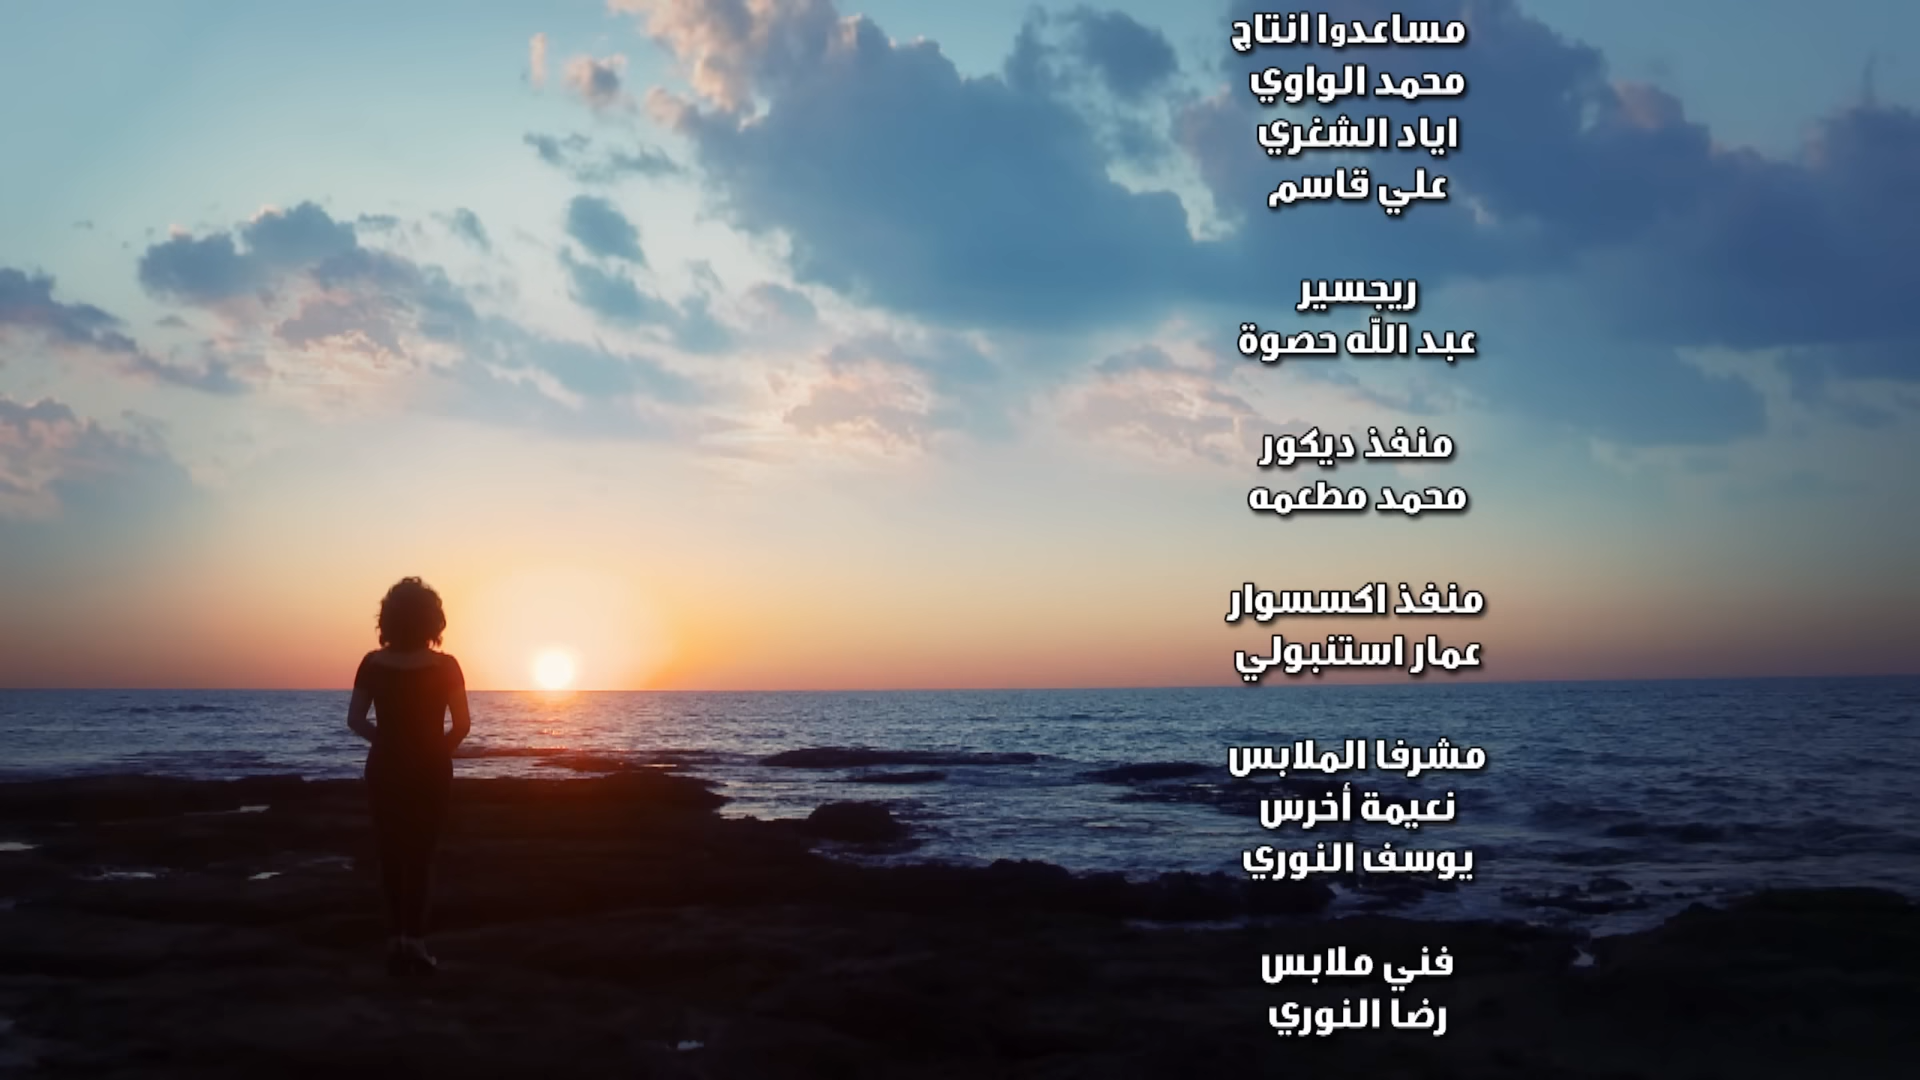 مساعدوا انتاج
محمد الواوي
اياد الشغري
علي قاسم
ريجسير
عبد الله حصوة
منفذ ديكور
محمد مطعمه
منفذ اكسسوار
عمار استنبولي
مشرفا الملابس
نعيمة أخرس
يوسف النوري
فني ملابس
رضا النوري